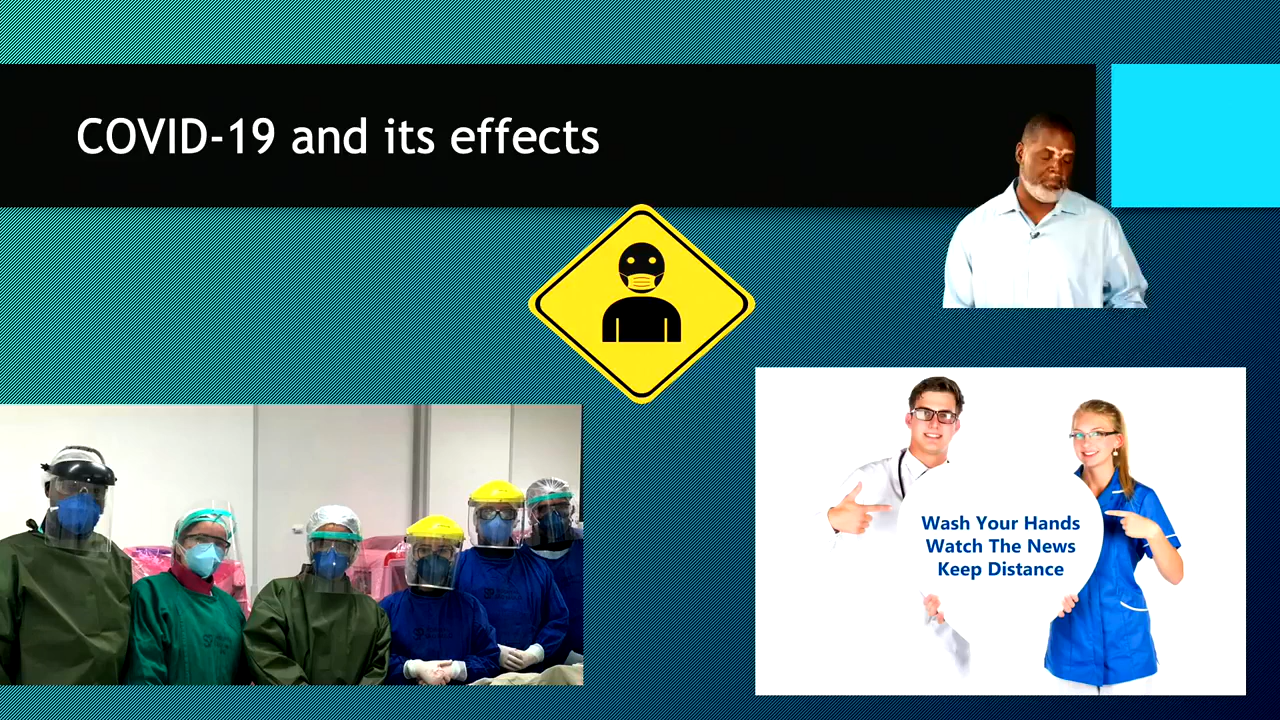 COVID-19 and its effects
Wash Your Hands
Watch The News
Keep Distance